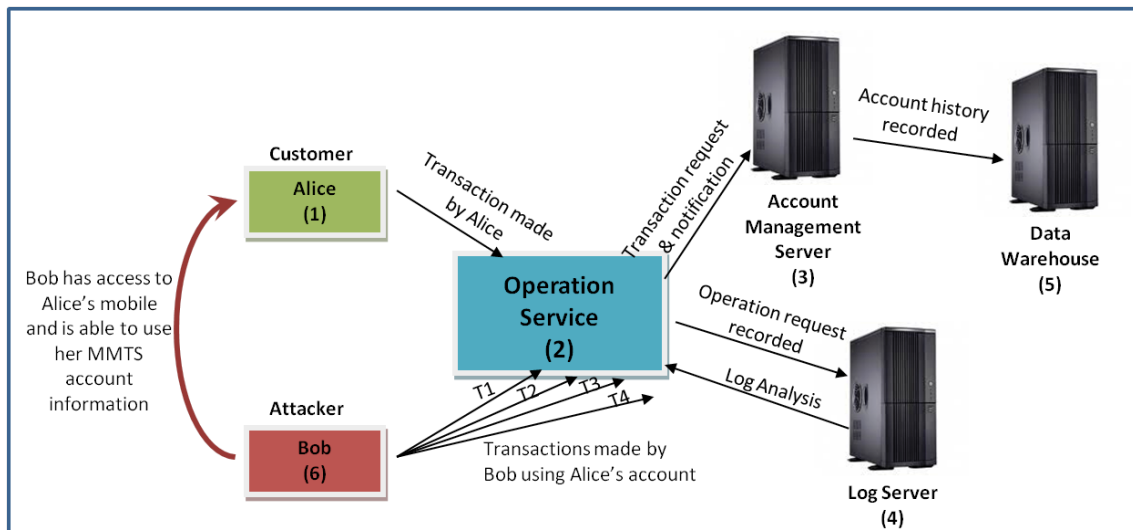 Customer
Alice
(1)
Transaction made
by Alice
Transaction request
& notification
Account history
recorded
Account
Management
Server
(3)
Data
Warehouse
(5)
Bob has access to
Alice's mobile
and is able to use
her MMTS
account
information
Operation
Service
(2)
Operation request
recorded
Log Analysis
T1
T2
T3
T4
Attacker
Bob
(6)
Transactions made by
Bob using Alice's account
Log Server
(4)